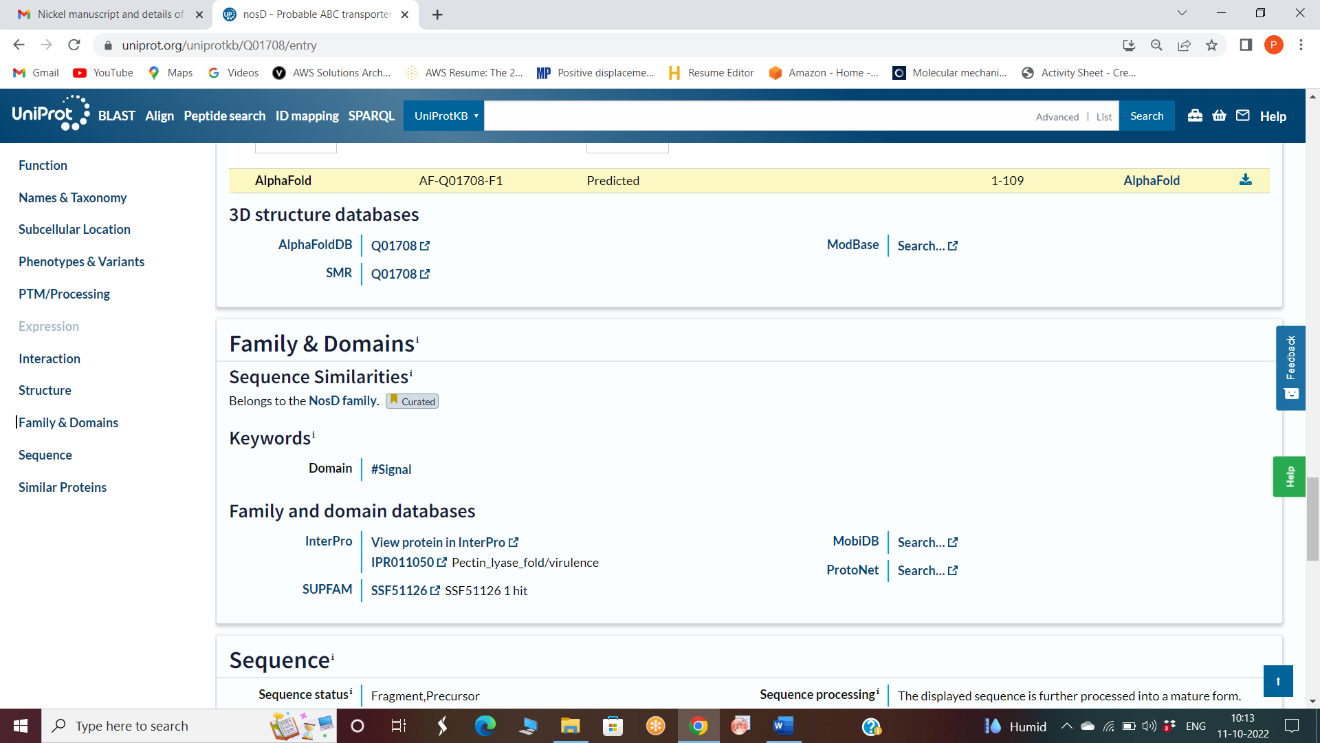 Nickel manuscript and details of a
nosD - Probable ABC transporter
uniprot.org/uniprotkb/Q01708/entry
P
Gmail YouTube Maps Videos AWS Solutions Arch... AWS Resume: The 2... MP Positive displaceme... Resume Editor Amazon - Home -... Molecular mechani... Activity Sheet - Cre...
UniProt BLAST Align Peptide search ID mapping SPARQL UniProtKB Advanced | List Search Help
Function
Names & Taxonomy
Subcellular Location
Phenotypes & Variants
PTM/Processing
Expression
Interaction
Structure
Family & Domains
Sequence
Similar Proteins
AlphaFold AF-Q01708-F1 Predicted 1-109 AlphaFold
3D structure databases
AlphaFoldDB Q01708 ModBase Search...
SMR Q01708
Family & Domainsⁱ
Sequence Similaritiesⁱ
Belongs to the NosD family. Curated
Keywordsⁱ
Domain #Signal
Family and domain databases
InterPro View protein in InterPro MobiDB Search...
IPR011050 Pectin_lyase_fold/virulence ProtoNet Search...
SUPFAM SSF51126 SSF51126 1 hit
Sequenceⁱ
Sequence statusⁱ Fragment,Precursor Sequence processingⁱ The displayed sequence is further processed into a mature form.
Feedback
Help
Type here to search
Humid ENG 10:13
11-10-2022